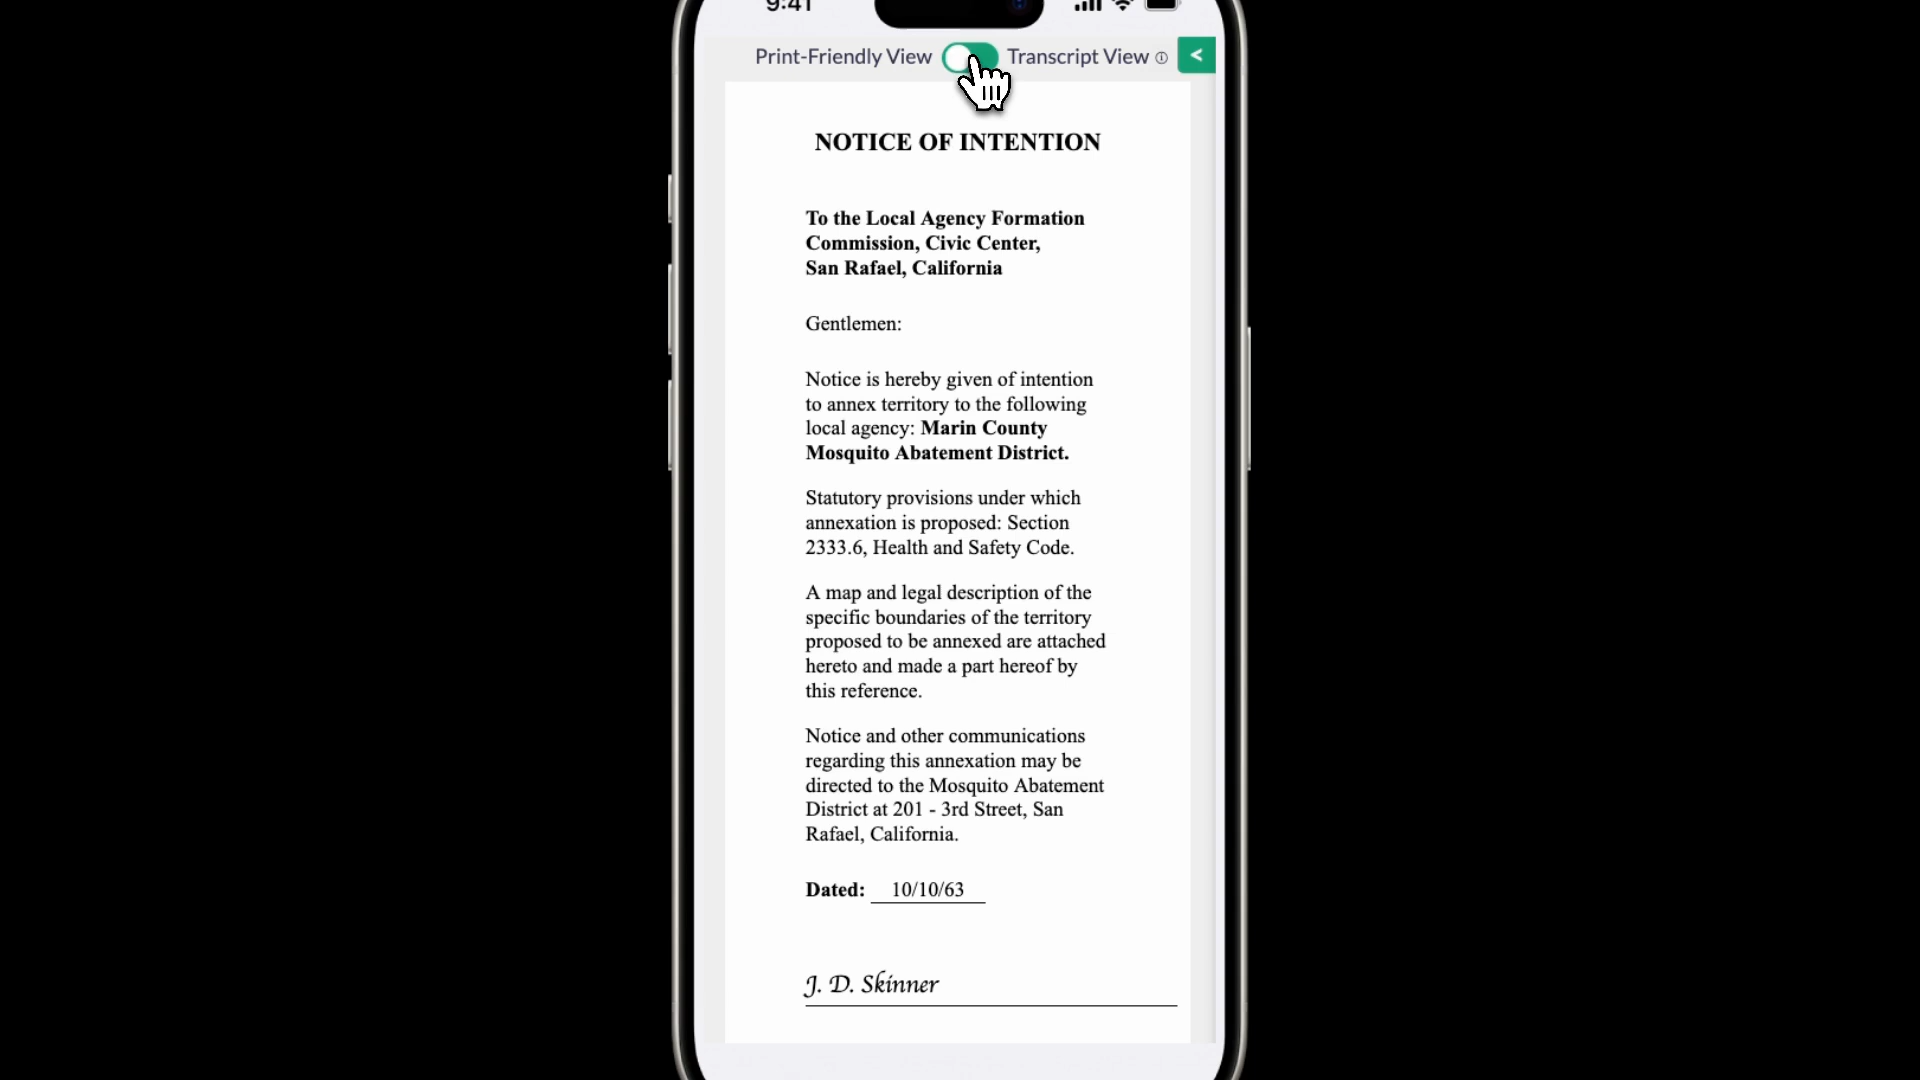 9:41
Print-Friendly View Transcript View ⓘ <
NOTICE OF INTENTION
To the Local Agency Formation
Commission, Civic Center,
San Rafael, California
Gentlemen:
Notice is hereby given of intention
to annex territory to the following
local agency: Marin County
Mosquito Abatement District.
Statutory provisions under which
annexation is proposed: Section
2333.6, Health and Safety Code.
A map and legal description of the
specific boundaries of the territory
proposed to be annexed are attached
hereto and made a part hereof by
this reference.
Notice and other communications
regarding this annexation may be
directed to the Mosquito Abatement
District at 201 - 3rd Street, San
Rafael, California.
Dated: 10/10/63
J. D. Skinner